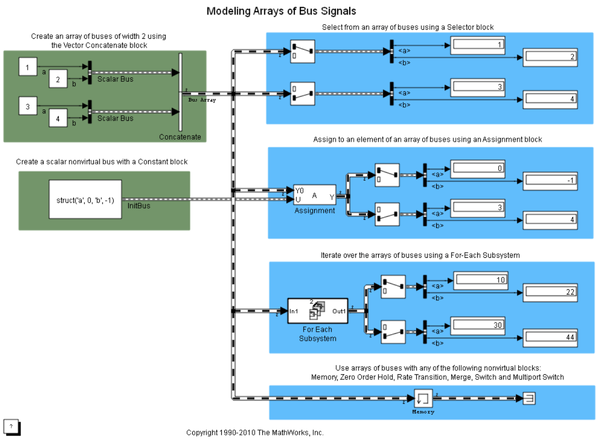 Modeling Arrays of Bus Signals
Create an array of buses of width 2 using
the Vector Concatenate block
1
a
2
b
Scalar Bus
3
a
4
b
Scalar Bus
2
Bus Array
Concatenate
Create a scalar nonvirtual bus with a Constant block
struct('a', 0, 'b', -1)
InitBus
Select from an array of buses using a Selector block
<a>
1
<b>
2
<a>
3
<b>
4
Assign to an element of an array of buses using an Assignment block
Y0
U
A
Y
Assignment
<a>
0
<b>
-1
<a>
3
<b>
4
Iterate over the arrays of buses using a For-Each Subsystem
In1
2
Out1
For Each
Subsystem
<a>
10
<b>
22
<a>
30
<b>
44
Use arrays of buses with any of the following nonvirtual blocks:
Memory, Zero Order Hold, Rate Transition, Merge, Switch and Multiport Switch
Memory
?
Copyright 1990-2010 The MathWorks, Inc.